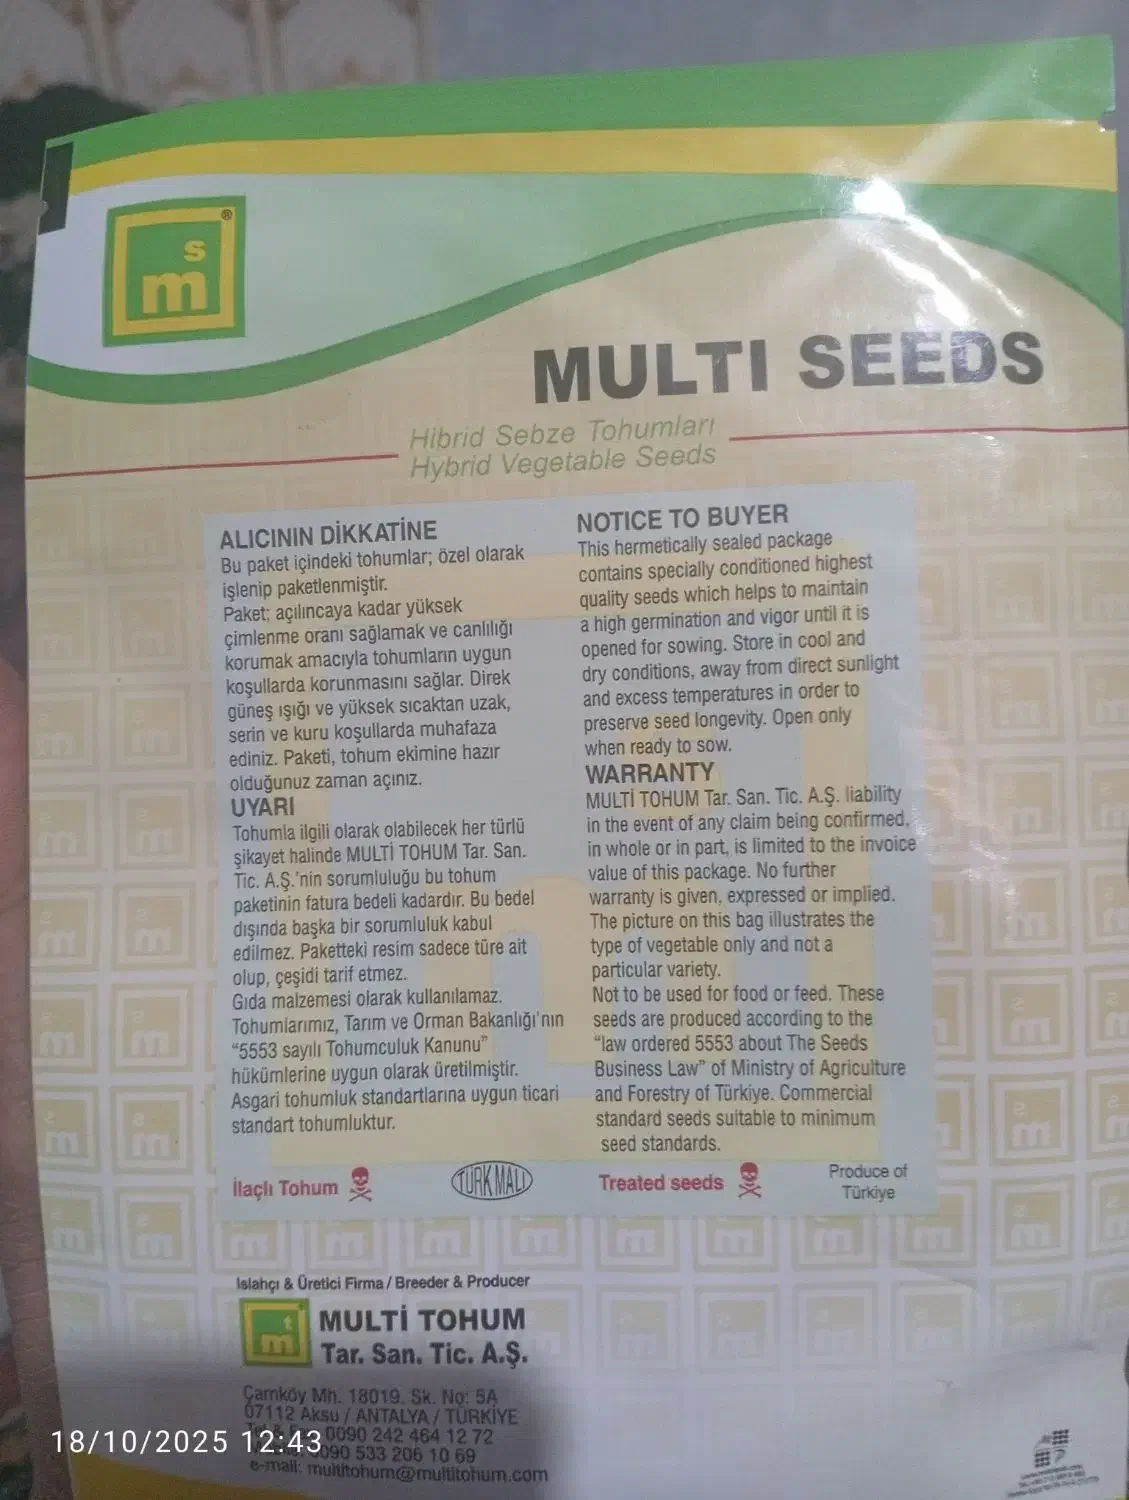 s
m
®
MULTI SEEDS
Hibrid Sebze Tohumları
Hybrid Vegetable Seeds
ALICININ DİKKATİNE
Bu paket içindeki tohumlar; özel olarak
işlenip paketlenmiştir.
Paket; açılıncaya kadar yüksek
çimlenme oranı sağlamak ve canlılığı
korumak amacıyla tohumların uygun
koşullarda korunmasını sağlar. Direk
güneş ışığı ve yüksek sıcaktan uzak,
serin ve kuru koşullarda muhafaza
ediniz. Paketi, tohum ekimine hazır
olduğunuz zaman açınız.
UYARI
Tohumla ilgili olarak olabilecek her türlü
şikayet halinde MULTİ TOHUM Tar. San.
Tic. A.Ş.'nin sorumluluğu bu tohum
paketinin fatura bedeli kadardır. Bu bedel
dışında başka bir sorumluluk kabul
edilmez. Paketteki resim sadece türe ait
olup, çeşidi tarif etmez.
Gıda malzemesi olarak kullanılamaz.
Tohumlarımız, Tarım ve Orman Bakanlığı'nın
"5553 sayılı Tohumculuk Kanunu"
hükümlerine uygun olarak üretilmiştir.
Asgari tohumluk standartlarına uygun ticari
standart tohumluktur.
İlaçlı Tohum
TÜRK MALI
NOTICE TO BUYER
This hermetically sealed package
contains specially conditioned highest
quality seeds which helps to maintain
a high germination and vigor until it is
opened for sowing. Store in cool and
dry conditions, away from direct sunlight
and excess temperatures in order to
preserve seed longevity. Open only
when ready to sow.
WARRANTY
MULTİ TOHUM Tar. San. Tic. A.Ş. liability
in the event of any claim being confirmed,
in whole or in part, is limited to the invoice
value of this package. No further
warranty is given, expressed or implied.
The picture on this bag illustrates the
type of vegetable only and not a
particular variety.
Not to be used for food or feed. These
seeds are produced according to the
"law ordered 5553 about The Seeds
Business Law" of Ministry of Agriculture
and Forestry of Türkiye. Commercial
standard seeds suitable to minimum
seed standards.
Treated seeds
Produce of
Türkiye
Islahçı & Üretici Firma / Breeder & Producer
t
m
MULTİ TOHUM
Tar. San. Tic. A.Ş.
Çamköy Mh. 18019. Sk. No: 5A
07112 Aksu / ANTALYA / TÜRKİYE
0090 242 464 12 72
0090 533 206 10 69
e-mail: multitohum@multitohum.com
18/10/2025 12:43